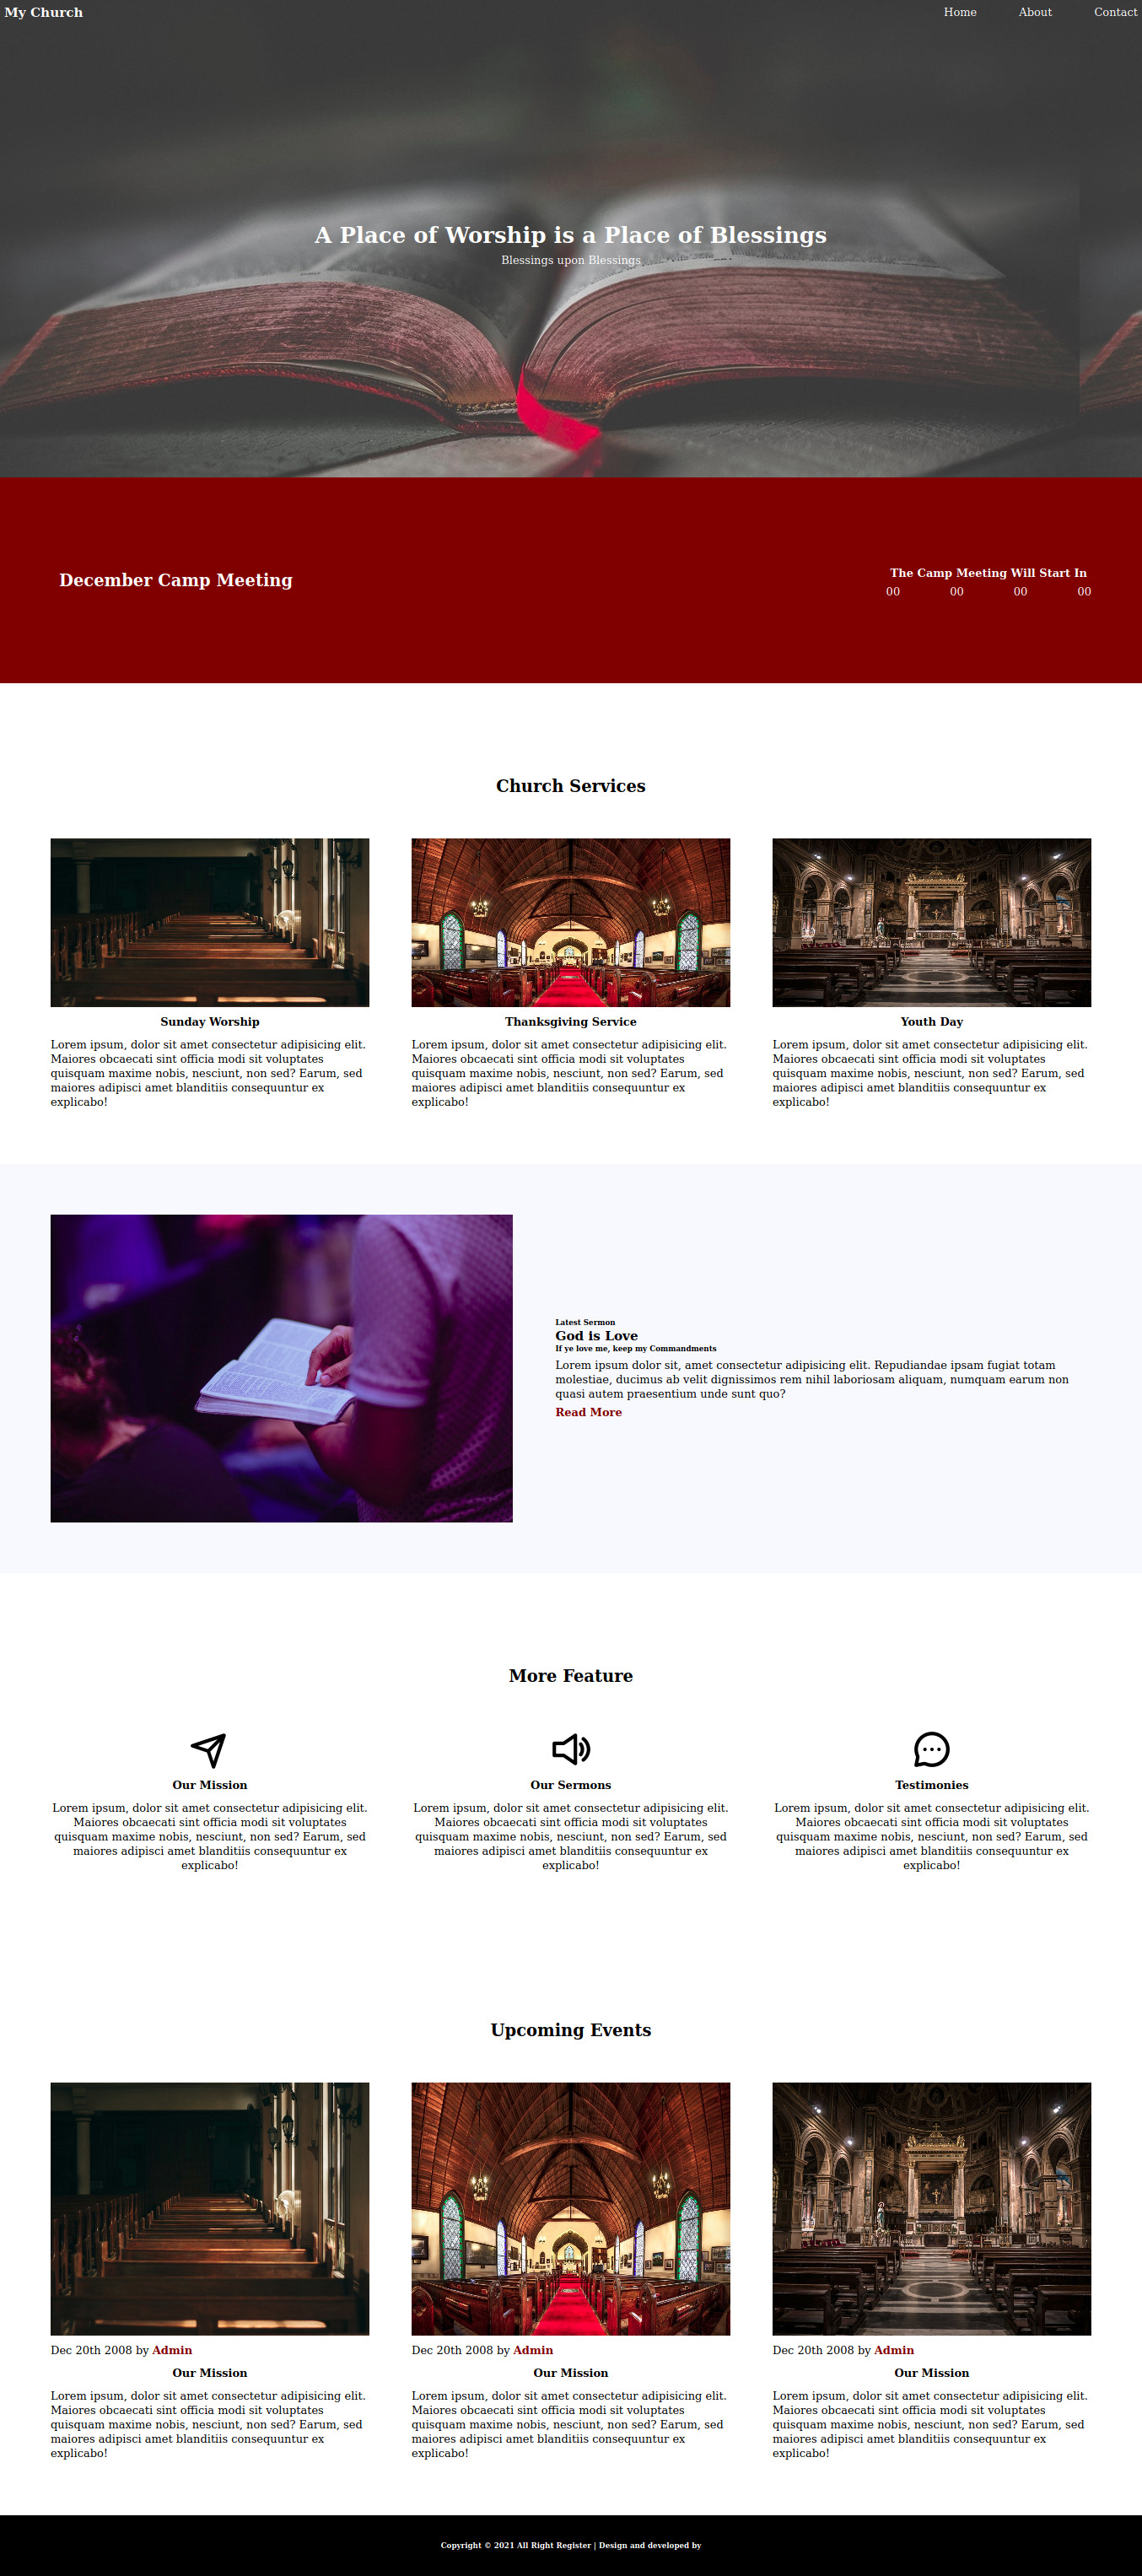 My Church
Home About Contact
A Place of Worship is a Place of Blessings
Blessings upon Blessings
December Camp Meeting
The Camp Meeting Will Start In
00 00 00 00
Church Services
Sunday Worship
Lorem ipsum, dolor sit amet consectetur adipisicing elit.
Maiores obcaecati sint officia modi sit voluptates
quisquam maxime nobis, nesciunt, non sed? Earum, sed
maiores adipisci amet blanditiis consequuntur ex
explicabo!
Thanksgiving Service
Lorem ipsum, dolor sit amet consectetur adipisicing elit.
Maiores obcaecati sint officia modi sit voluptates
quisquam maxime nobis, nesciunt, non sed? Earum, sed
maiores adipisci amet blanditiis consequuntur ex
explicabo!
Youth Day
Lorem ipsum, dolor sit amet consectetur adipisicing elit.
Maiores obcaecati sint officia modi sit voluptates
quisquam maxime nobis, nesciunt, non sed? Earum, sed
maiores adipisci amet blanditiis consequuntur ex
explicabo!
Latest Sermon
God is Love
If ye love me, keep my Commandments
Lorem ipsum dolor sit, amet consectetur adipisicing elit. Repudiandae ipsam fugiat totam
molestiae, ducimus ab velit dignissimos rem nihil laboriosam aliquam, numquam earum non
quasi autem praesentium unde sunt quo?
Read More
More Feature
Our Mission
Lorem ipsum, dolor sit amet consectetur adipisicing elit.
Maiores obcaecati sint officia modi sit voluptates
quisquam maxime nobis, nesciunt, non sed? Earum, sed
maiores adipisci amet blanditiis consequuntur ex
explicabo!
Our Sermons
Lorem ipsum, dolor sit amet consectetur adipisicing elit.
Maiores obcaecati sint officia modi sit voluptates
quisquam maxime nobis, nesciunt, non sed? Earum, sed
maiores adipisci amet blanditiis consequuntur ex
explicabo!
Testimonies
Lorem ipsum, dolor sit amet consectetur adipisicing elit.
Maiores obcaecati sint officia modi sit voluptates
quisquam maxime nobis, nesciunt, non sed? Earum, sed
maiores adipisci amet blanditiis consequuntur ex
explicabo!
Upcoming Events
Dec 20th 2008 by Admin
Our Mission
Lorem ipsum, dolor sit amet consectetur adipisicing elit.
Maiores obcaecati sint officia modi sit voluptates
quisquam maxime nobis, nesciunt, non sed? Earum, sed
maiores adipisci amet blanditiis consequuntur ex
explicabo!
Dec 20th 2008 by Admin
Our Mission
Lorem ipsum, dolor sit amet consectetur adipisicing elit.
Maiores obcaecati sint officia modi sit voluptates
quisquam maxime nobis, nesciunt, non sed? Earum, sed
maiores adipisci amet blanditiis consequuntur ex
explicabo!
Dec 20th 2008 by Admin
Our Mission
Lorem ipsum, dolor sit amet consectetur adipisicing elit.
Maiores obcaecati sint officia modi sit voluptates
quisquam maxime nobis, nesciunt, non sed? Earum, sed
maiores adipisci amet blanditiis consequuntur ex
explicabo!
Copyright © 2021 All Right Register | Design and developed by